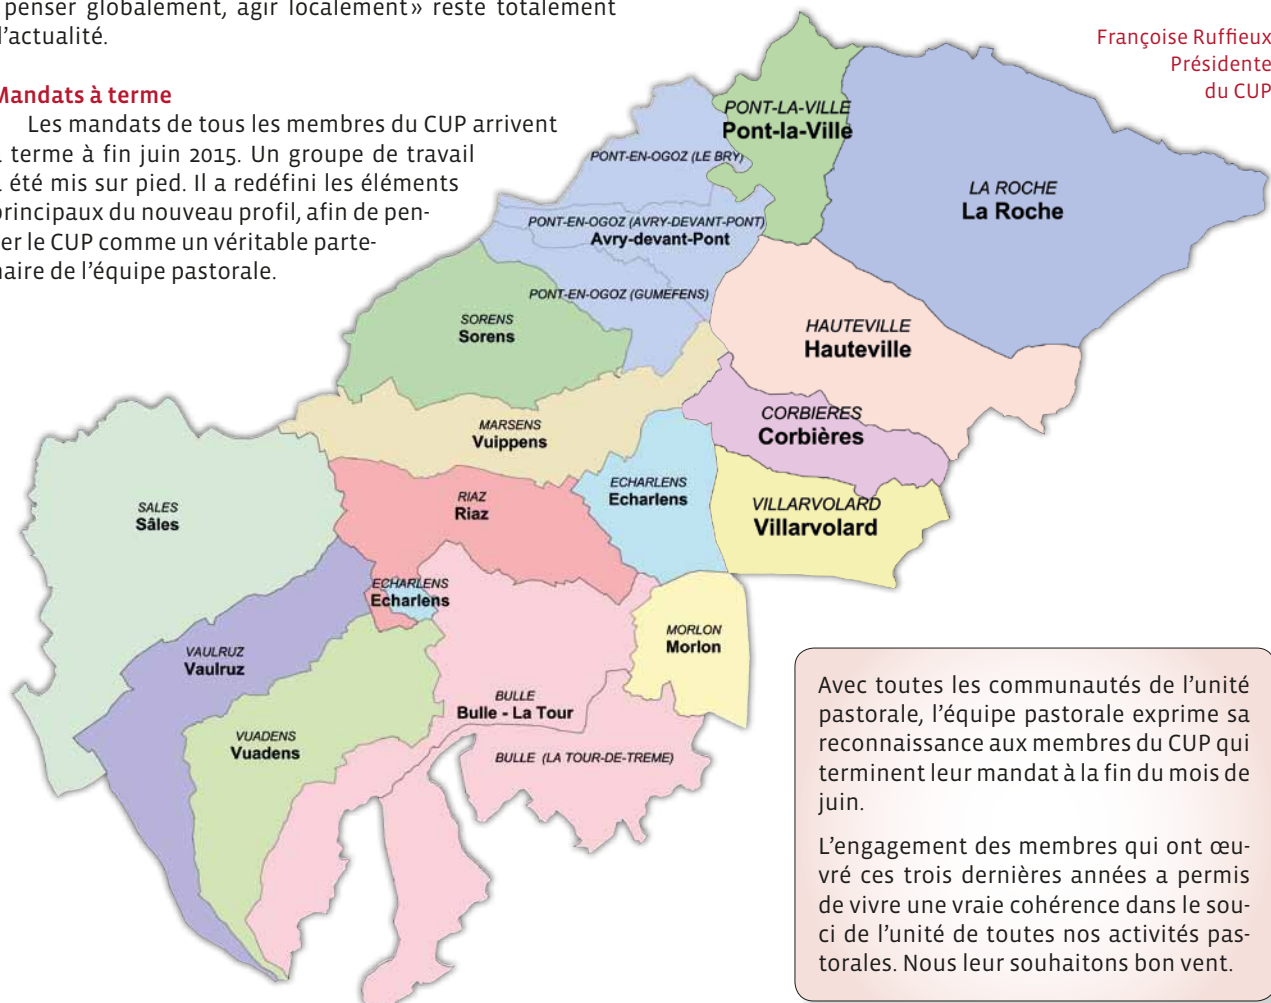 penser globalement, agir localement» reste totalement
l'actualité.
Mandats à terme
Les mandats de tous les membres du CUP arrivent
terme à fin juin 2015. Un groupe de travail
été mis sur pied. Il a redéfini les éléments
principaux du nouveau profil, afin de pen-
er le CUP comme un véritable parte-
naire de l'équipe pastorale.
Françoise Ruffieux
Présidente
du CUP
PONT-LA-VILLE
Pont-la-Ville
PONT-EN-OGOZ (LE BRY)
LA ROCHE
La Roche
PONT-EN-OGOZ (AVRY-DEVANT-PONT)
Avry-devant-Pont
PONT-EN-OGOZ (GUMEFENS)
SORENS
Sorens
HAUTEVILLE
Hauteville
MARSENS
Vuippens
CORBIERES
Corbières
SALES
Sâles
RIAZ
Riaz
ECHARLENS
Echarlens
VILLARVOLARD
Villarvolard
ECHARLENS
Echarlens
MORLON
Morlon
VAULRUZ
Vaulruz
BULLE
Bulle - La Tour
VUADENS
Vuadens
BULLE (LA TOUR-DE-TREME)
Avec toutes les communautés de l'unité
pastorale, l'équipe pastorale exprime sa
reconnaissance aux membres du CUP qui
terminent leur mandat à la fin du mois de
juin.
L'engagement des membres qui ont œu-
vré ces trois dernières années a permis
de vivre une vraie cohérence dans le sou-
ci de l'unité de toutes nos activités pas-
torales. Nous leur souhaitons bon vent.